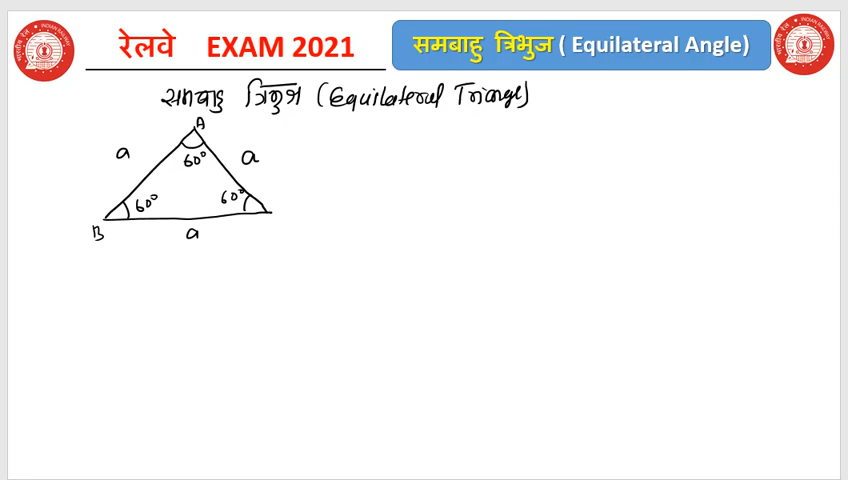 रेलवे EXAM 2021
समबाहु त्रिभुज ( Equilateral Angle)
समबाहु त्रिभुज (Equilateral Triangle)
A
a
60°
a
60°
60°
B
a